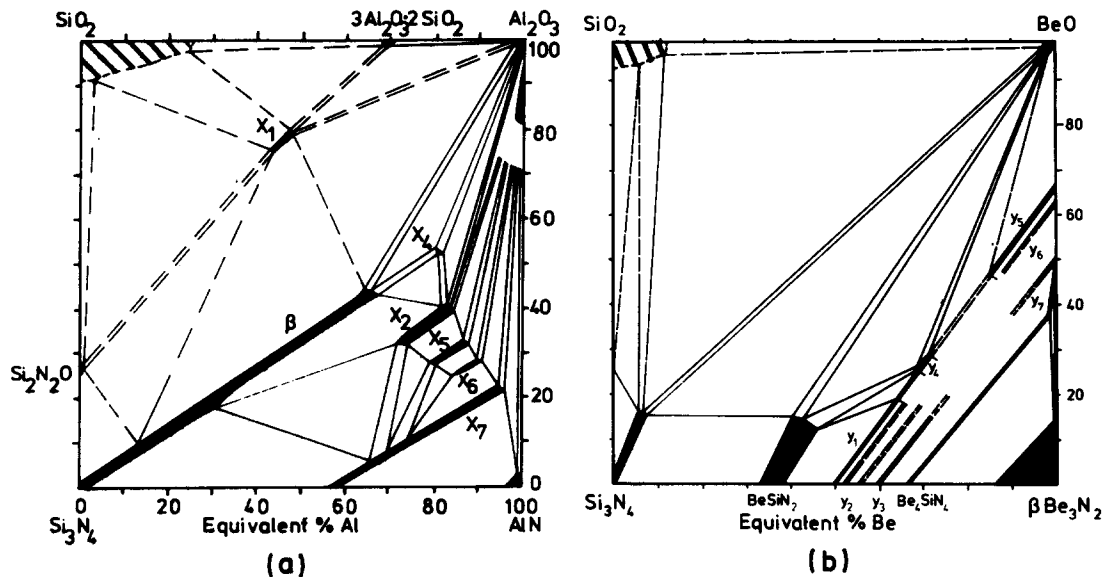 SiO₂ 3Al₂O₃:2SiO₂ Al₂O₃
100
80
60
40
20
0
X₁
X₄
β
X₂
X₅
X₆
X₇
Si₂N₂O
0 20 40 60 80 100
Si₃N₄ Equivalent % Al AlN
(a)
SiO₂ BeO
80
60
40
20
y₅
y₆
y₇
y₄
y₁
Si₃N₄ BeSiN₂ y₂ y₃ Be₄SiN₄ βBe₃N₂
Equivalent % Be
(b)